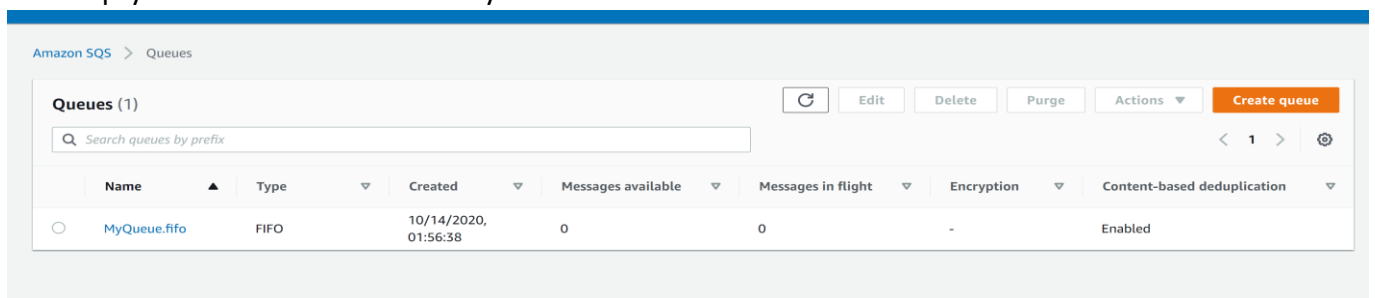 Amazon SQS > Queues
Queues (1)
Edit
Delete
Purge
Actions
Create queue
Search queues by prefix
< 1 >
Name
Type
Created
Messages available
Messages in flight
Encryption
Content-based deduplication
MyQueue.fifo
FIFO
10/14/2020,
01:56:38
0
0
-
Enabled